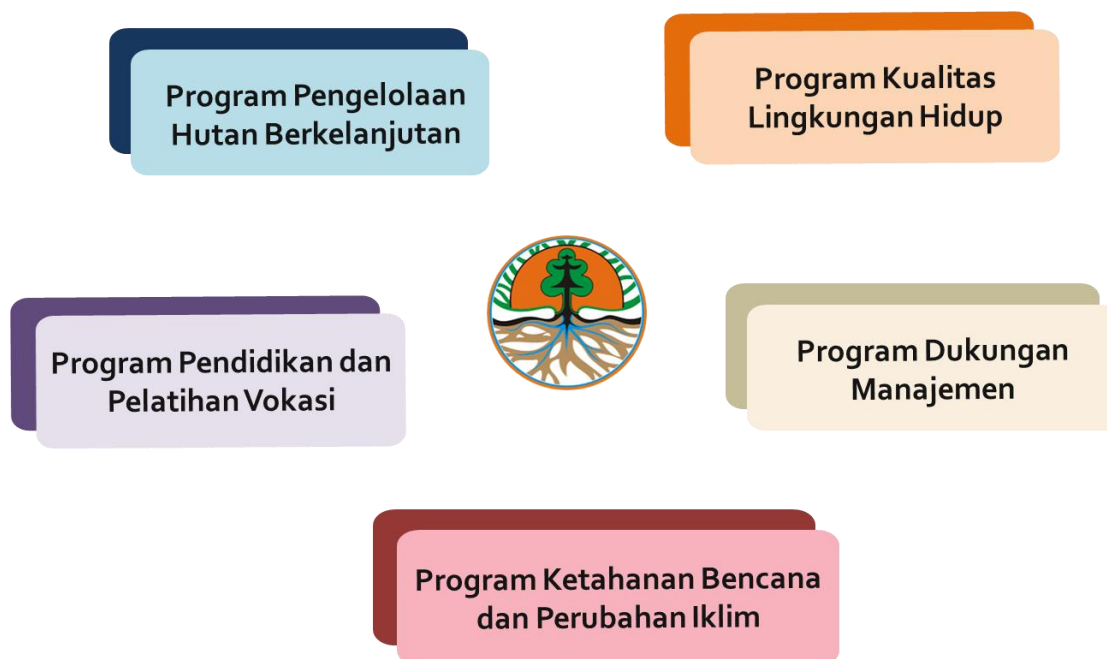 Program Pengelolaan
Hutan Berkelanjutan
Program Kualitas
Lingkungan Hidup
Program Pendidikan dan
Pelatihan Vokasi
Program Dukungan
Manajemen
Program Ketahanan Bencana
dan Perubahan Iklim